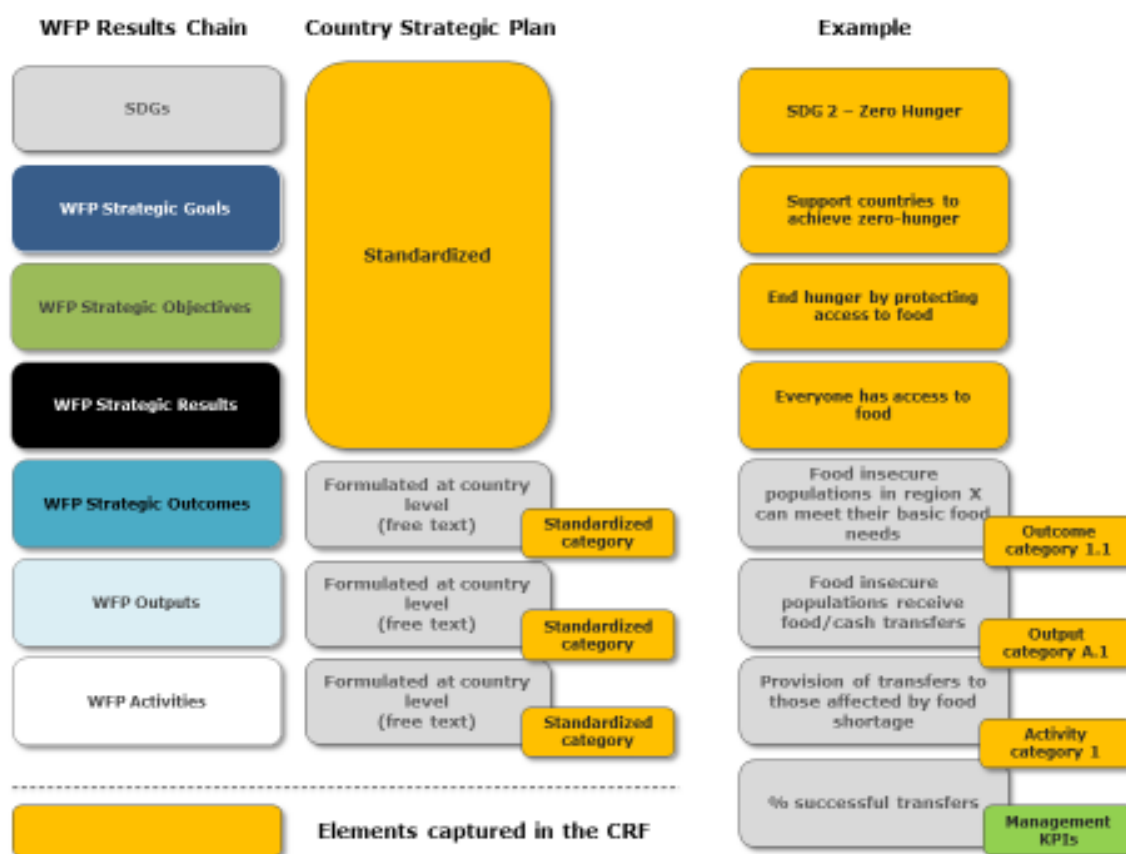 WFP Results Chain
Country Strategic Plan
Example
SDGs
Standardized
SDG 2 – Zero Hunger
WFP Strategic Goals
Support countries to
achieve zero-hunger
WFP Strategic Objectives
End hunger by protecting
access to food
WFP Strategic Results
Everyone has access to
food
WFP Strategic Outcomes
Formulated at country
level
(free text)
Standardized
category
Food insecure
populations in region X
can meet their basic food
needs
Outcome
category 1.1
WFP Outputs
Formulated at country
level
(free text)
Standardized
category
Food insecure
populations receive
food/cash transfers
Output
category A.1
WFP Activities
Formulated at country
level
(free text)
Standardized
category
Provision of transfers to
those affected by food
shortage
Activity
category 1
% successful transfers
Management
KPIs
Elements captured in the CRF